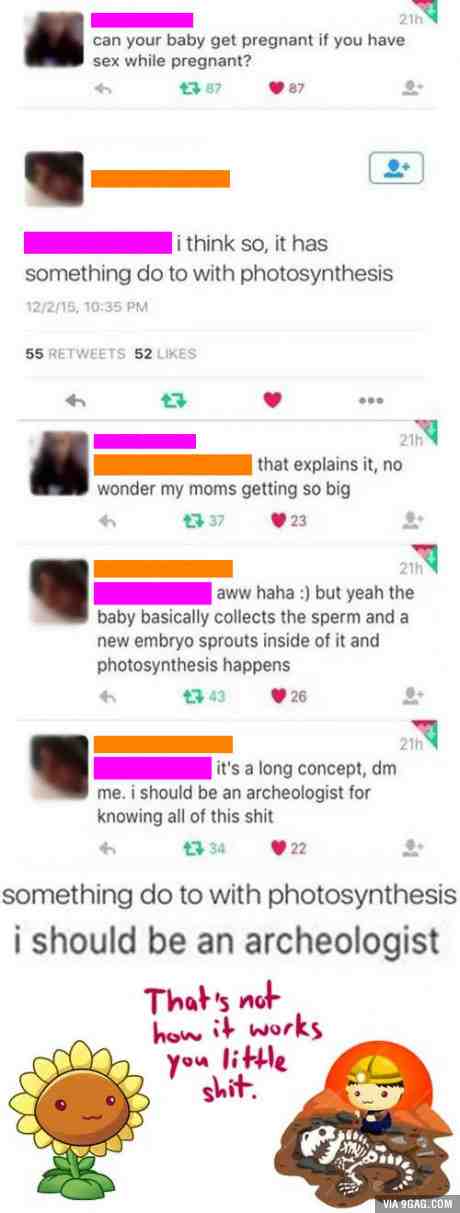 21h
can your baby get pregnant if you have
sex while pregnant?
87 87
i think so, it has
something do to with photosynthesis
12/2/15, 10:35 PM
55 RETWEETS 52 LIKES
21h
that explains it, no
wonder my moms getting so big
37 23
21h
aww haha :) but yeah the
baby basically collects the sperm and a
new embryo sprouts inside of it and
photosynthesis happens
43 26
21h
it's a long concept, dm
me. i should be an archeologist for
knowing all of this shit
34 22
something do to with photosynthesis
i should be an archeologist
That's not
how it works
you little
shit.
VIA 9GAG.COM